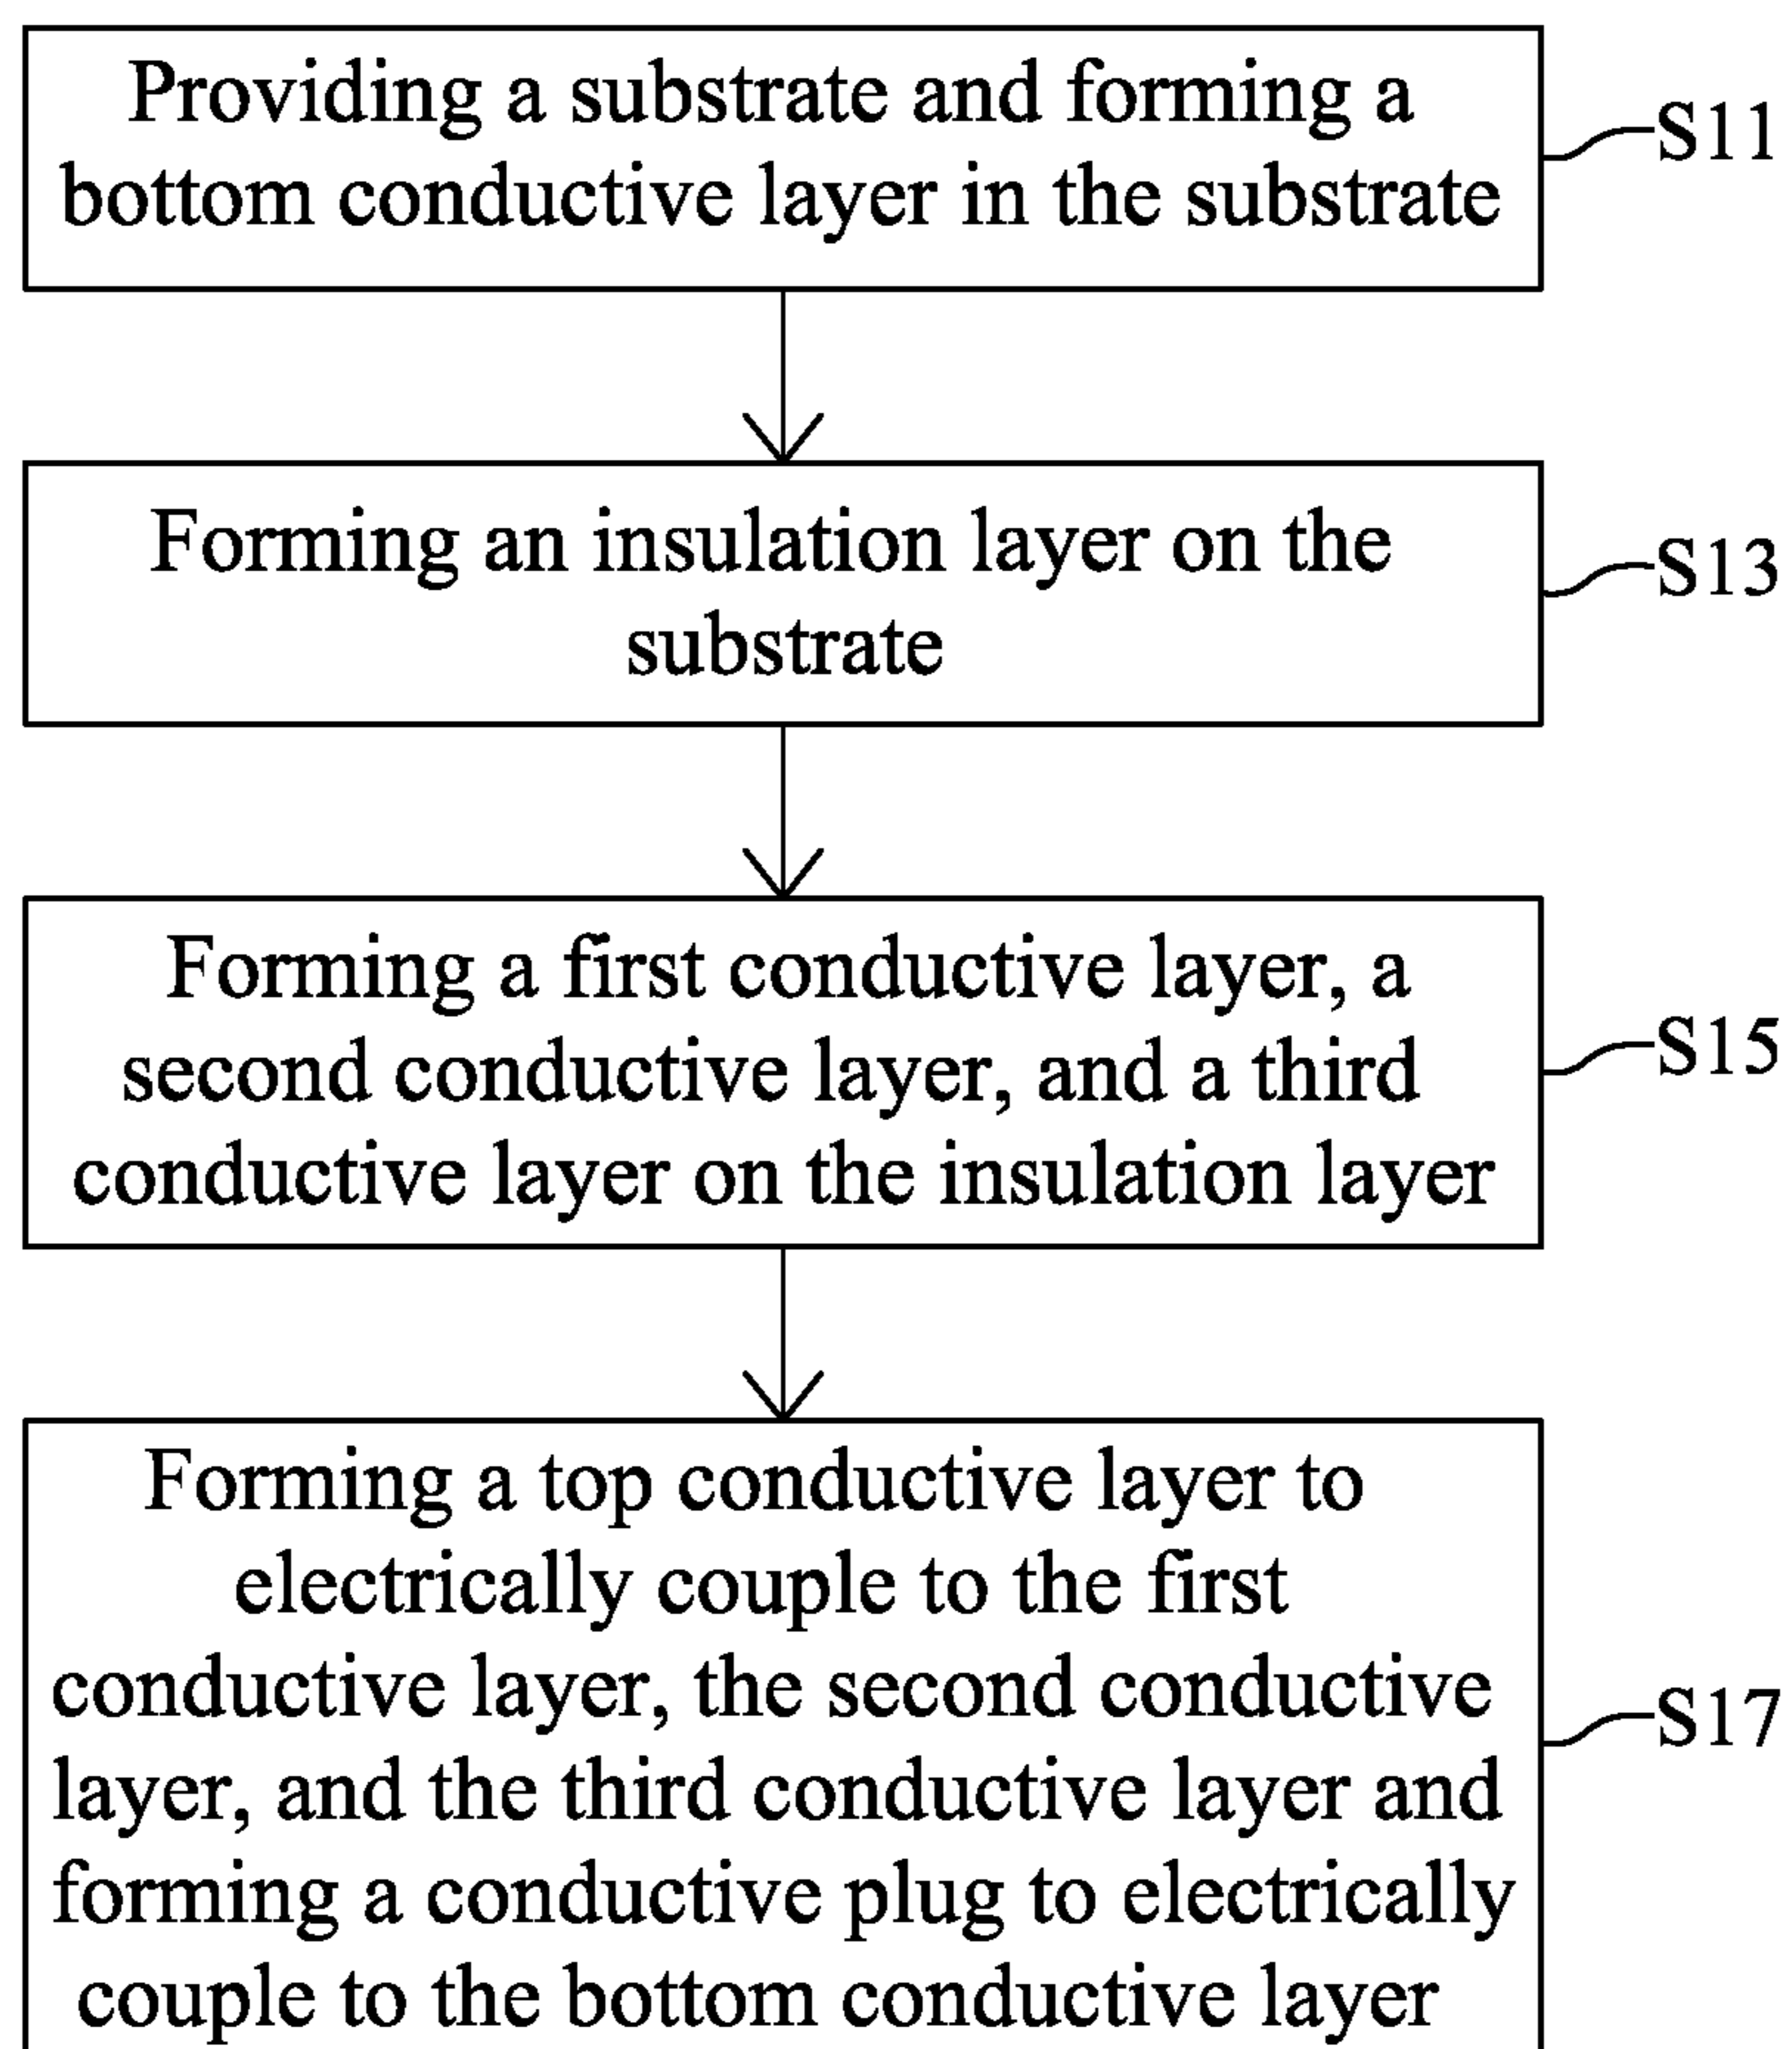 Providing a substrate and forming a
bottom conductive layer in the substrate
S11
Forming an insulation layer on the
substrate
S13
Forming a first conductive layer, a
second conductive layer, and a third
conductive layer on the insulation layer
S15
Forming a top conductive layer to
electrically couple to the first
conductive layer, the second conductive
layer, and the third conductive layer and
forming a conductive plug to electrically
couple to the bottom conductive layer
S17